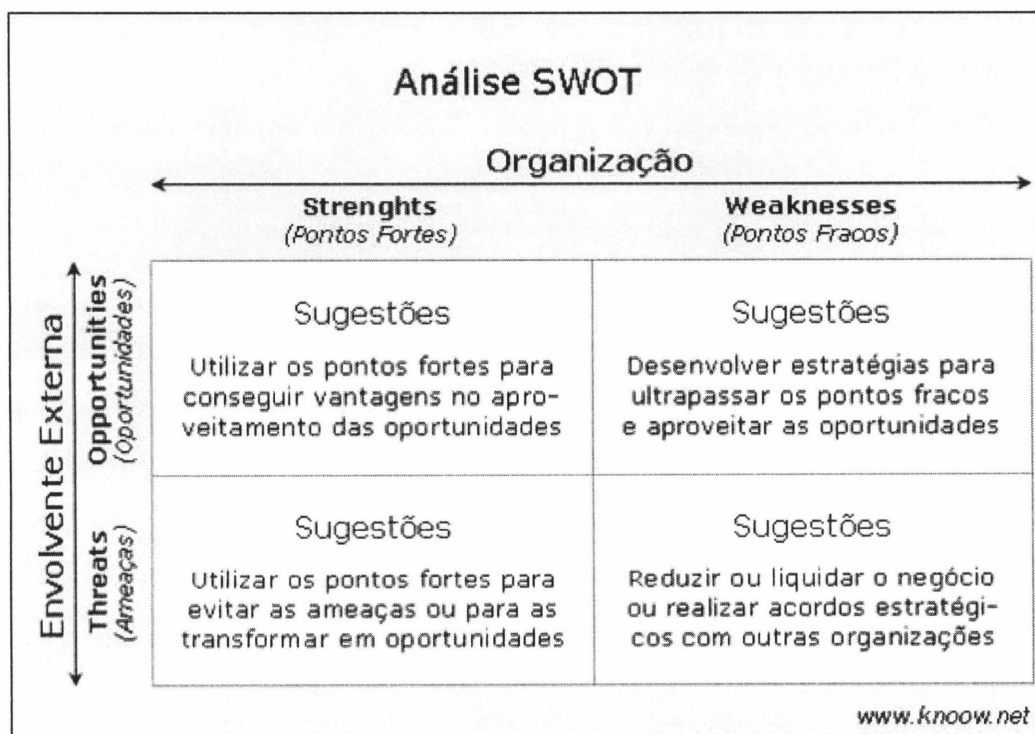 Análise SWOT
Organização
Strenghts
(Pontos Fortes)
Weaknesses
(Pontos Fracos)
Envolvente Externa
Opportunities
(Oportunidades)
Sugestões
Utilizar os pontos fortes para
conseguir vantagens no apro-
veitamento das oportunidades
Sugestões
Desenvolver estratégias para
ultrapassar os pontos fracos
e aproveitar as oportunidades
Threats
(Ameaças)
Sugestões
Utilizar os pontos fortes para
evitar as ameaças ou para as
transformar em oportunidades
Sugestões
Reduzir ou liquidar o negócio
ou realizar acordos estratégi-
cos com outras organizações
www.knoow.net